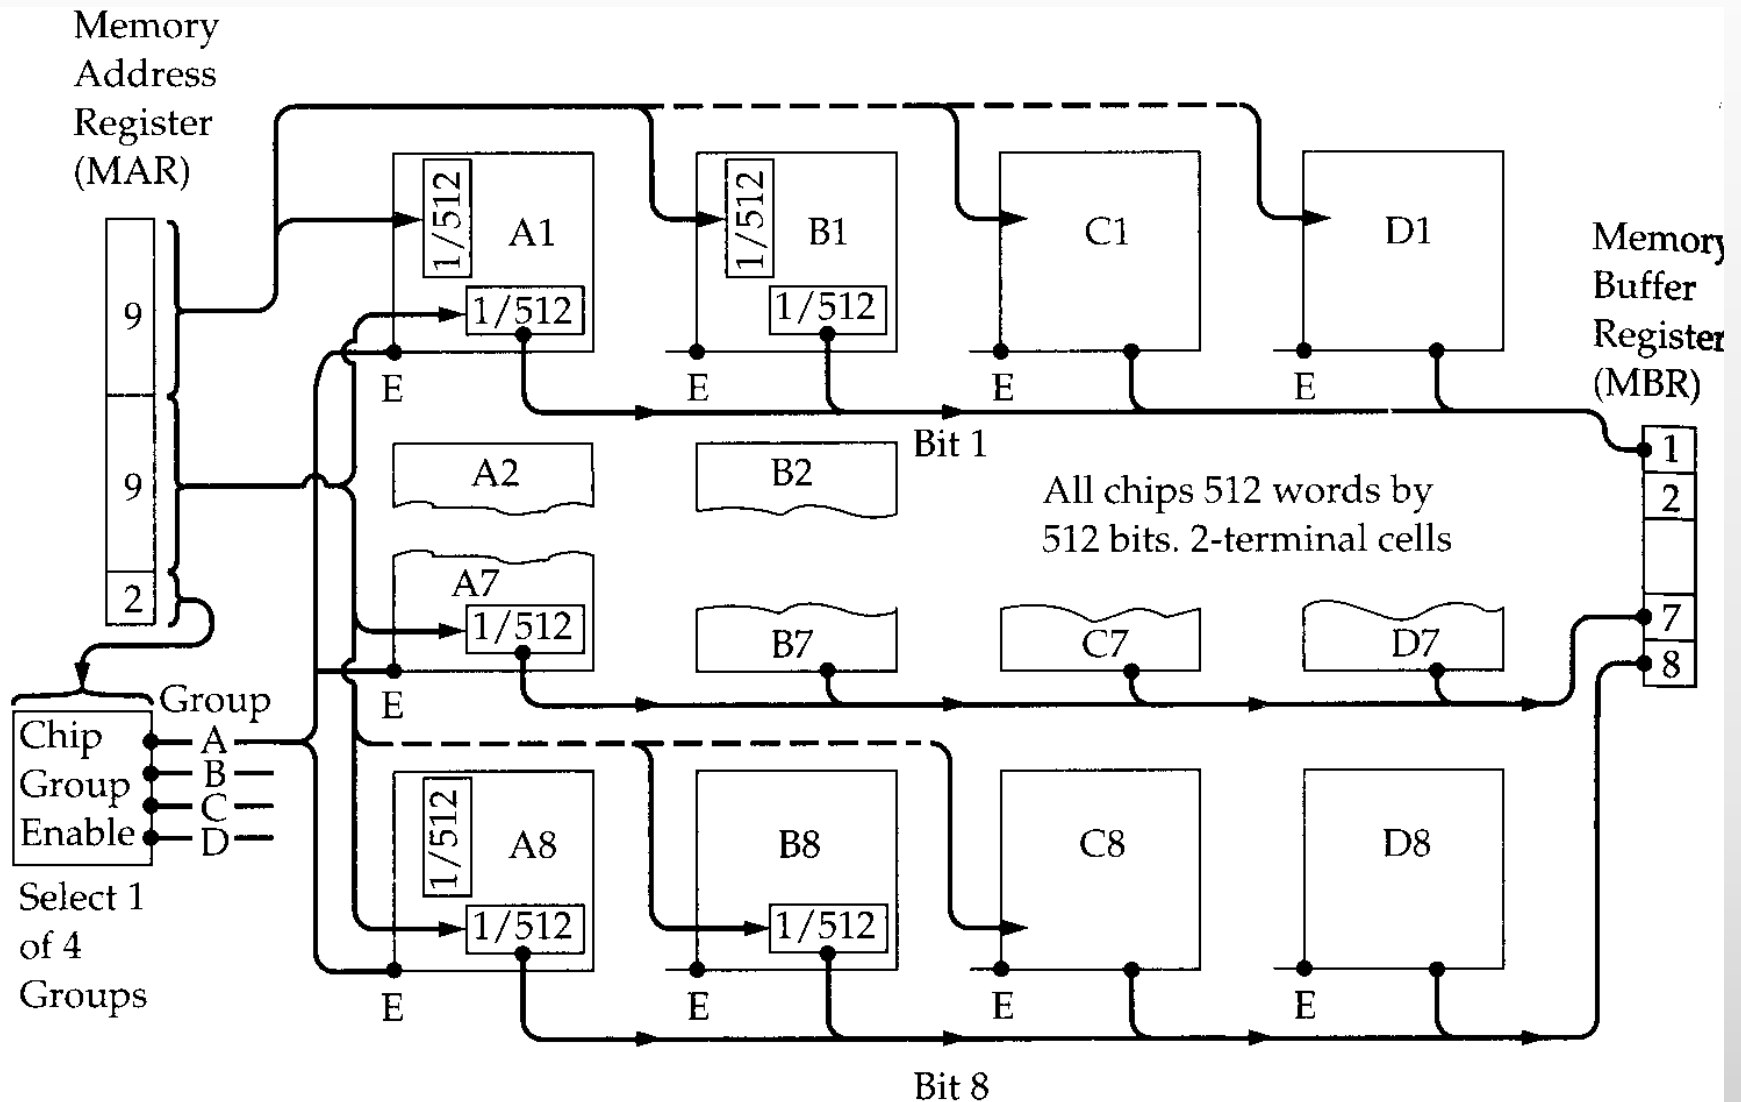 Memory
Address
Register
(MAR)
9
9
2
1/512
A1
1/512
E
1/512
B1
1/512
E
C1
E
D1
E
Memory
Buffer
Register
(MBR)
1
2
7
8
Bit 1
A2
B2
All chips 512 words by
512 bits. 2-terminal cells
A7
1/512
E
B7
C7
D7
Group
Chip
Group
Enable
A
B
C
D
Select 1
of 4
Groups
1/512
A8
1/512
E
B8
1/512
E
C8
E
D8
E
Bit 8